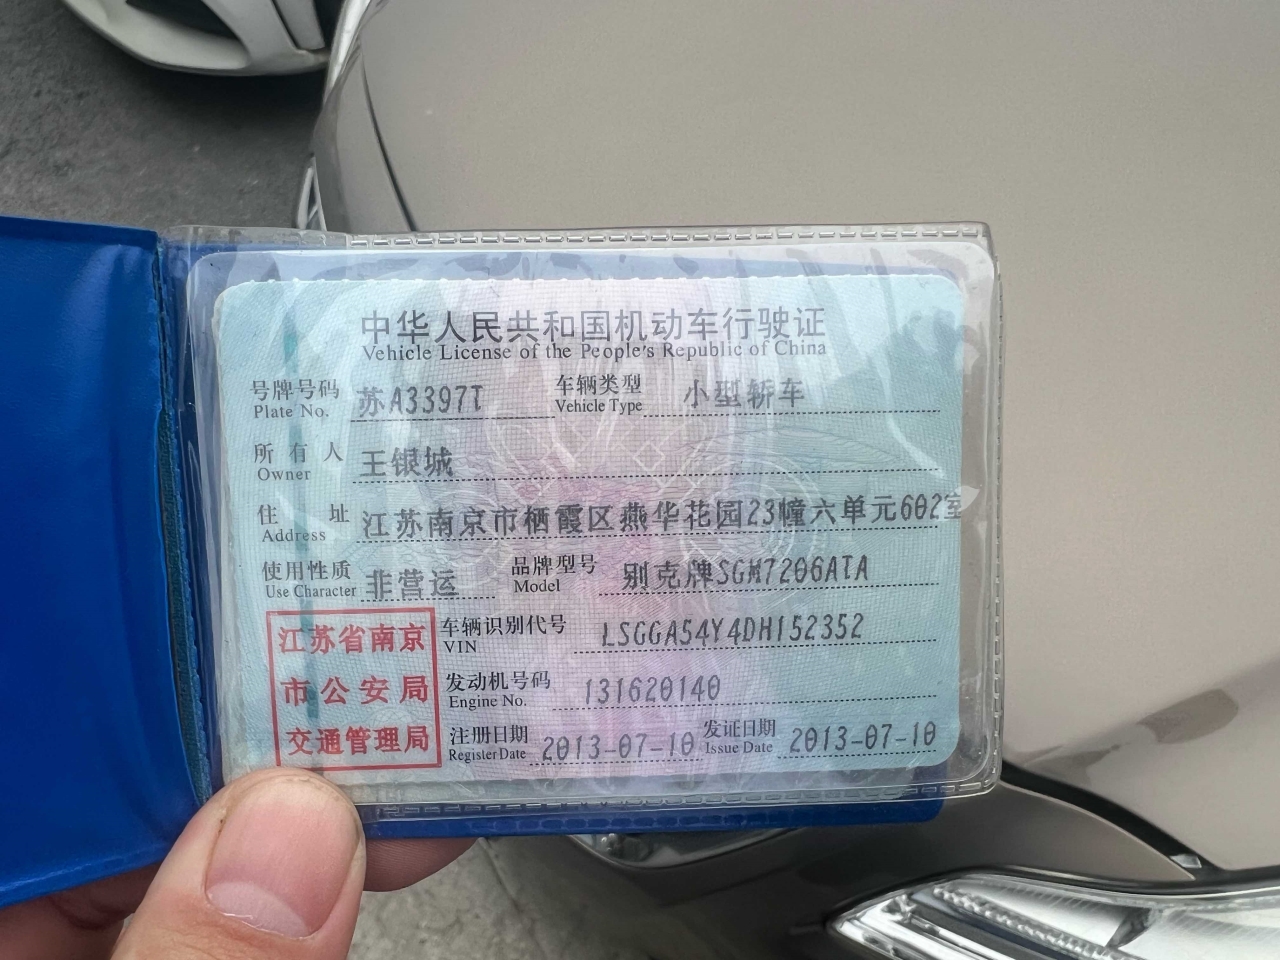 中华人民共和国机动车行驶证
Vehicle License of the People's Republic of China
号牌号码 苏A3397T 车辆类型 小型轿车
Plate No. Vehicle Type
所有人 王银城
Owner
住址 江苏南京市栖霞区燕华花园23幢六单元602室
Address
使用性质 非营运 品牌型号 别克牌SGM7206ATA
Use Character Model
江苏省南京 车辆识别代号 LSGGA54Y4DH152352
VIN
市公安局 发动机号码 131620140
Engine No.
交通管理局 注册日期 2013-07-10 发证日期 2013-07-10
Register Date Issue Date